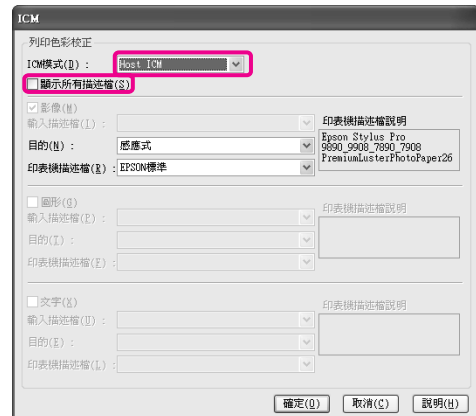 ICM
列印色彩校正
ICM模式(D) : Host ICM
顯示所有描述檔(S)
影像(M)
輸入描述檔(I) :
印表機描述檔說明
目的(N) : 感應式
Epson Stylus Pro
9890_9908_7890_7908
PremiumLusterPhotoPaper26
印表機描述檔(R) : EPSON標準
圖形(G)
輸入描述檔(P) :
印表機描述檔說明
目的(T) :
印表機描述檔(F) :
文字(X)
輸入描述檔(U) :
印表機描述檔說明
目的(E) :
印表機描述檔(L) :
確定(O) 取消(C) 說明(H)